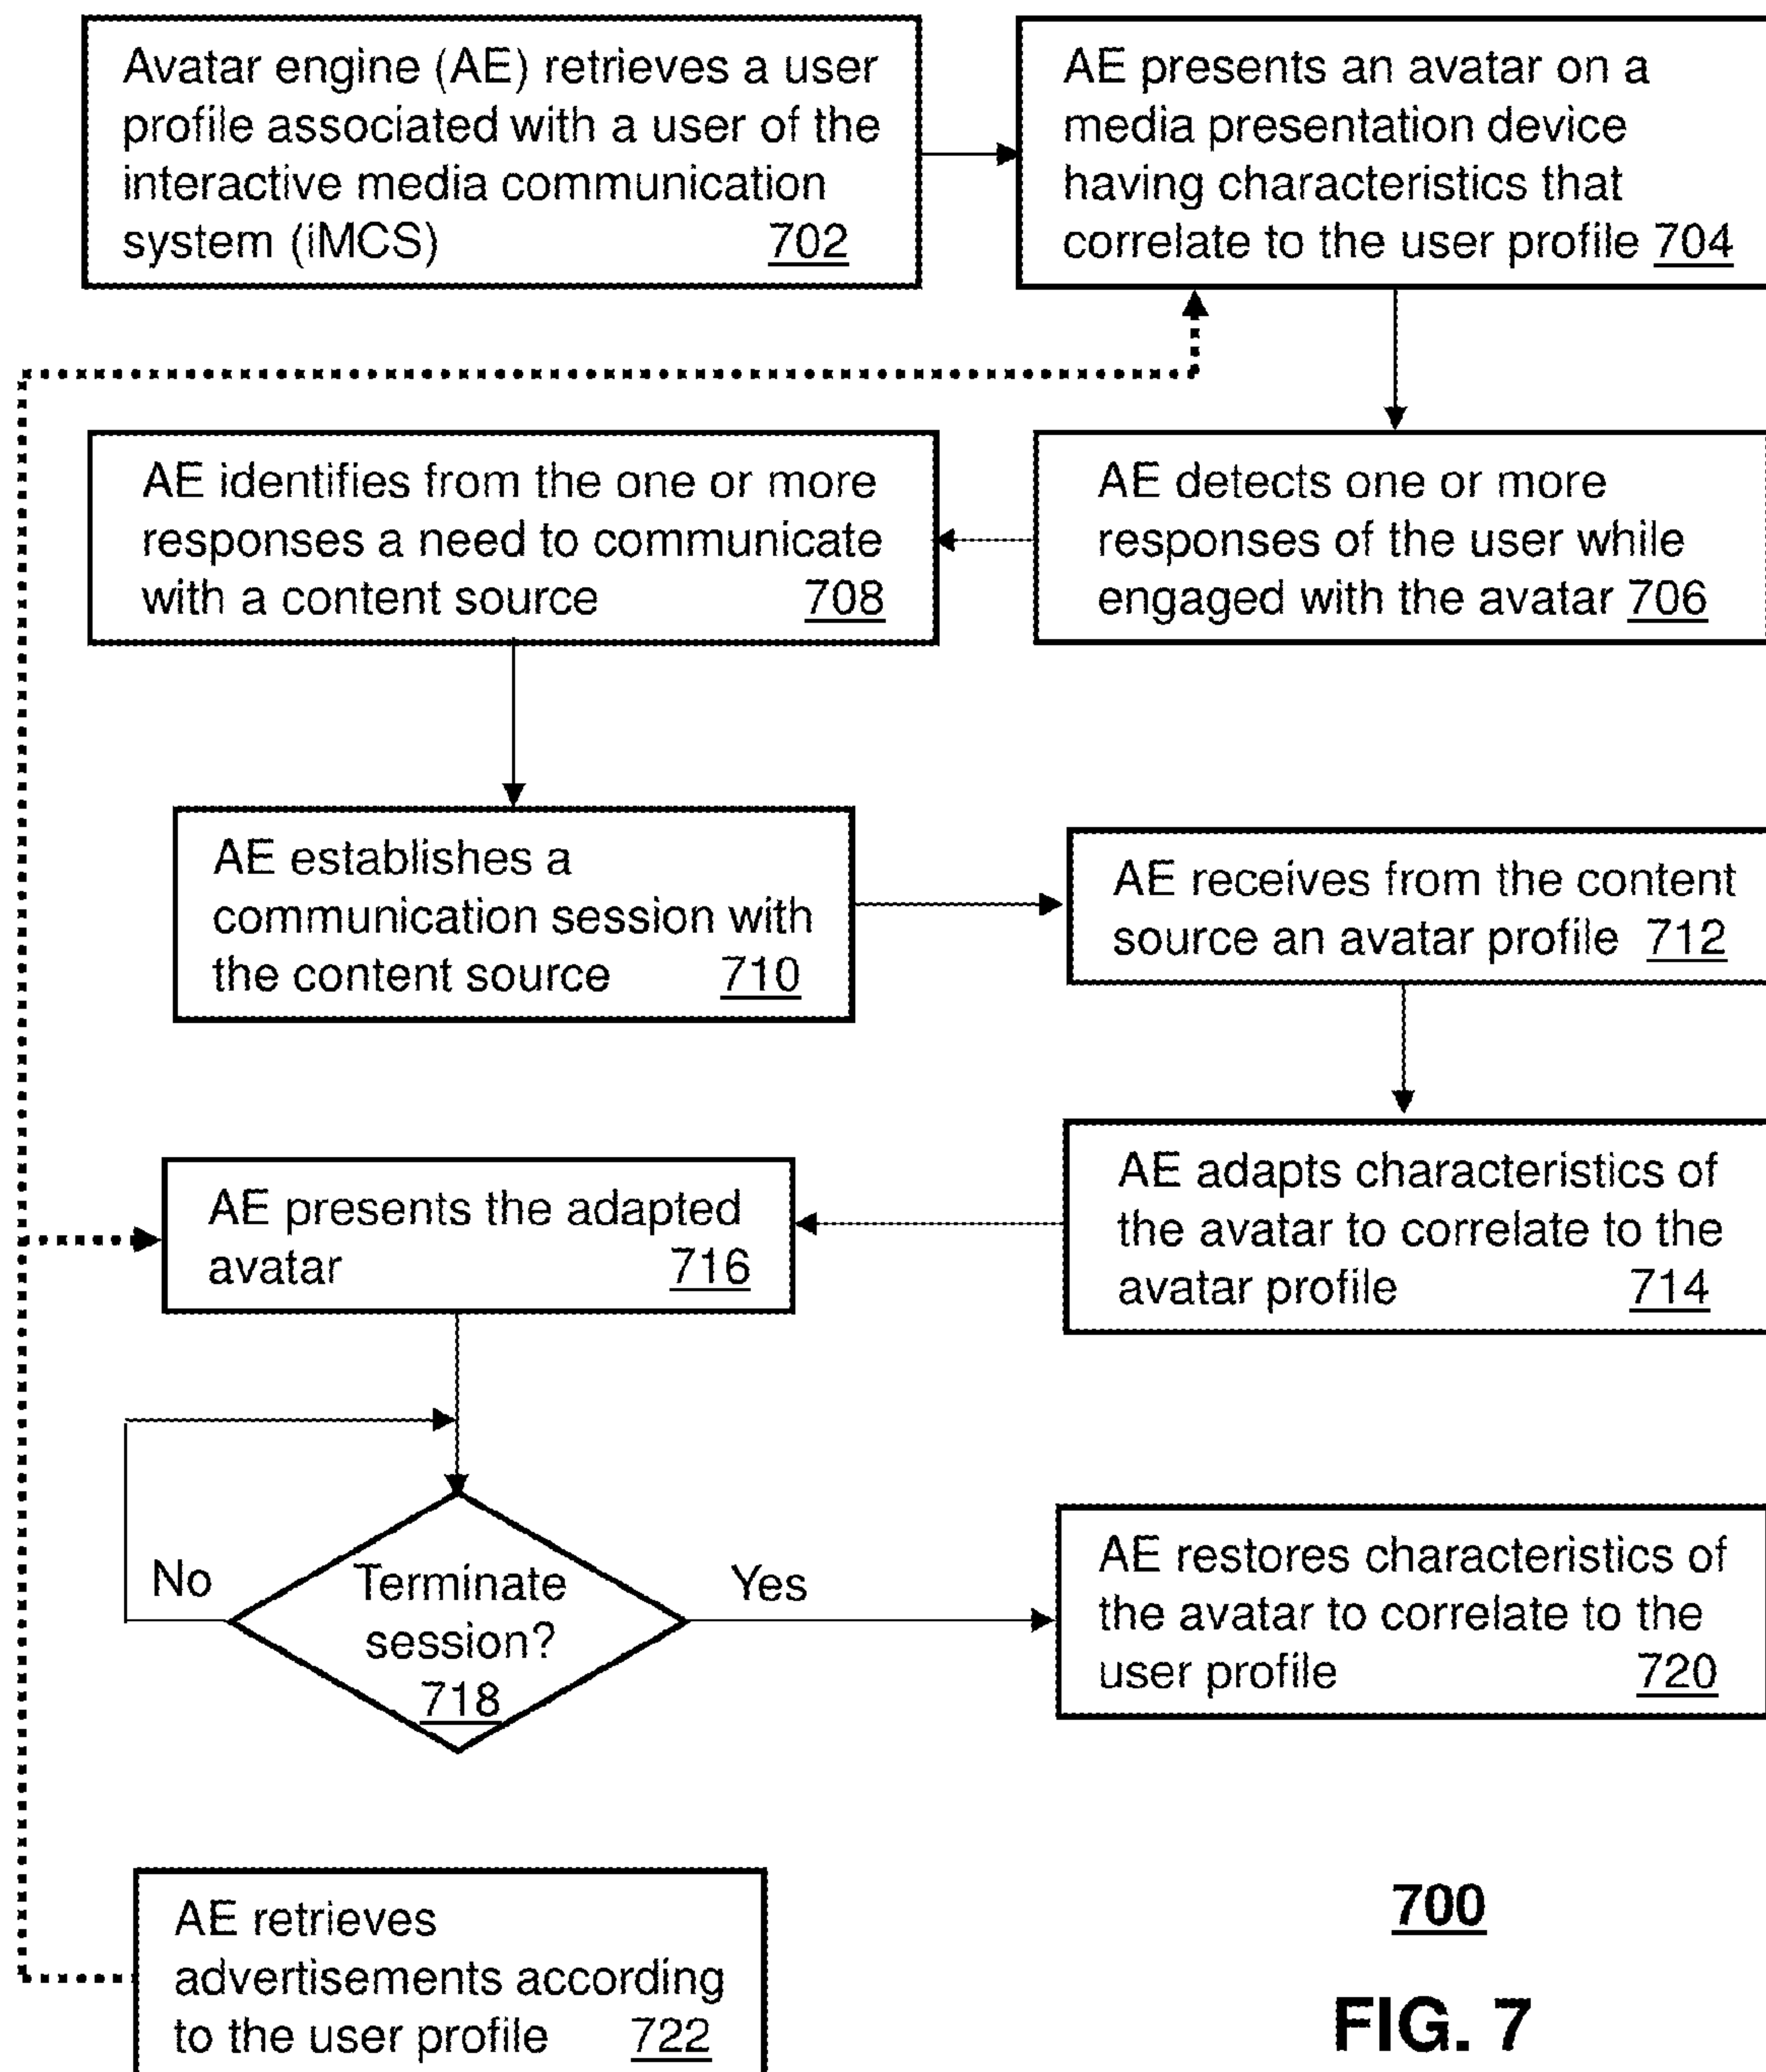 Avatar engine (AE) retrieves a user
profile associated with a user of the
interactive media communication
system (iMCS) 702
AE presents an avatar on a
media presentation device
having characteristics that
correlate to the user profile 704
AE detects one or more
responses of the user while
engaged with the avatar 706
AE identifies from the one or more
responses a need to communicate
with a content source 708
AE establishes a
communication session with
the content source 710
AE receives from the content
source an avatar profile 712
AE adapts characteristics of
the avatar to correlate to the
avatar profile 714
AE presents the adapted
avatar 716
Terminate
session?
718
No
Yes
AE restores characteristics of
the avatar to correlate to the
user profile 720
AE retrieves
advertisements according
to the user profile 722
700
FIG. 7